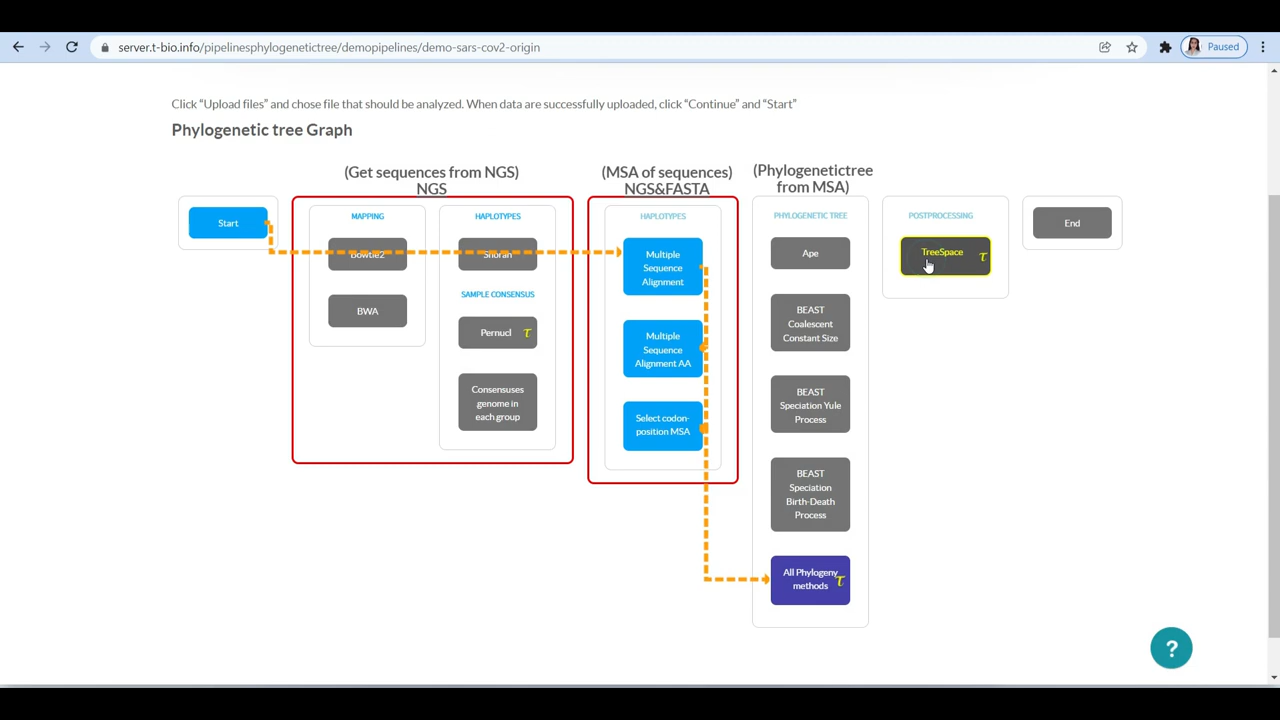 server.t-bio.info/pipelinesphylogenetictree/demopipelines/demo-sars-cov2-origin
Paused
Click “Upload files” and chose file that should be analyzed. When data are successfully uploaded, click “Continue” and “Start”
Phylogenetic tree Graph
(Get sequences from NGS)
NGS
(MSA of sequences)
NGS&FASTA
(Phylogenetictree
from MSA)
Start
MAPPING
Bowtie2
BWA
HAPLOTYPES
Shorah
SAMPLE CONSENSUS
Pernucl τ
Consensuses
genome in
each group
HAPLOTYPES
Multiple
Sequence
Alignment
Multiple
Sequence
Alignment AA
Select codon-
position MSA
PHYLOGENETIC TREE
Ape
BEAST
Coalescent
Constant Size
BEAST
Speciation Yule
Process
BEAST
Speciation
Birth-Death
Process
All Phylogeny
methods τ
POSTPROCESSING
TreeSpace τ
End
?